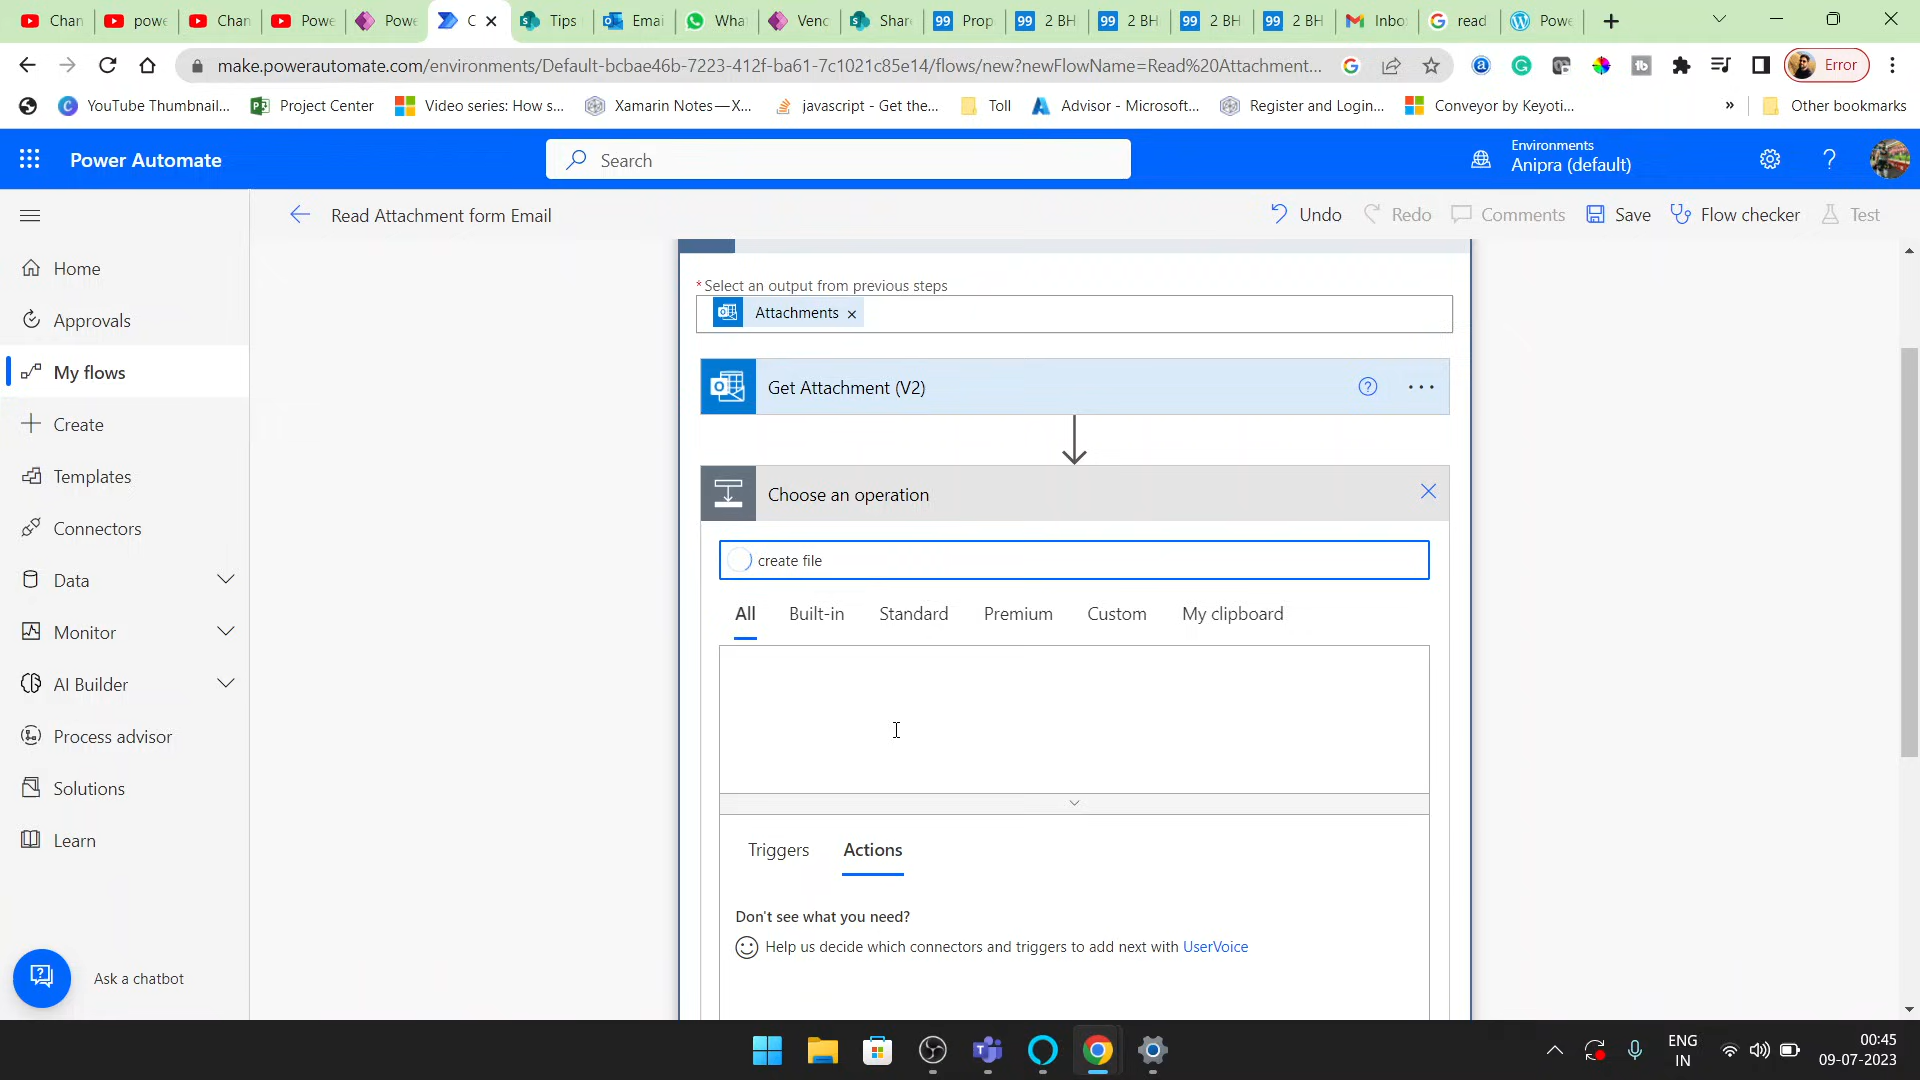 Chan
powe
Chan
Powe
Powe
C
Tips
Emai
Wha
Venc
Shar
99 Prop
99 2 BH
99 2 BH
99 2 BH
99 2 BH
Inbo
read
Powe
make.powerautomate.com/environments/Default-bcbae46b-7223-412f-ba61-7c1021c85e14/flows/new?newFlowName=Read%20Attachment...
Error
YouTube Thumbnail...
Project Center
Video series: How s...
Xamarin Notes—X...
javascript - Get the...
Toll
Advisor - Microsoft...
Register and Login...
Conveyor by Keyoti...
»
Other bookmarks
Power Automate
Search
Environments
Anipra (default)
Read Attachment form Email
Undo
Redo
Comments
Save
Flow checker
Test
Home
Approvals
My flows
Create
Templates
Connectors
Data
Monitor
AI Builder
Process advisor
Solutions
Learn
Ask a chatbot
* Select an output from previous steps
Attachments ×
Get Attachment (V2)
Choose an operation
create file
All
Built-in
Standard
Premium
Custom
My clipboard
Triggers
Actions
Don't see what you need?
Help us decide which connectors and triggers to add next with UserVoice
ENG
IN
00:45
09-07-2023